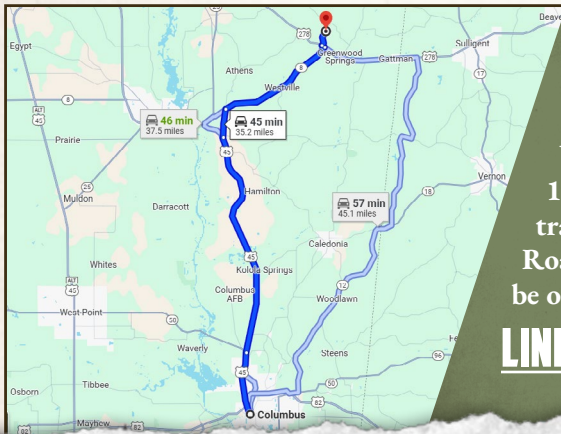 25
278
Beaver
Egypt
Greenwood
Springs
Gattman
278
Sulligent
8
Athens
17
Westville
8
46 min
37.5 miles
45 min
35.2 miles
ALT
45
Prairie
45
Vernon
Hamilton
57 min
45.1 miles
18
25
Muldon
Darracott
45
Caledonia
Whites
Kolola Springs
Columbus
AFB
12
Woodlawn
ALT
45
West Point
50
Waverly
Steens
96
45
50
Tibbee
82
Osborn
Columbus
82
Mayhew
82
1
tra
Roa
be o
LIN